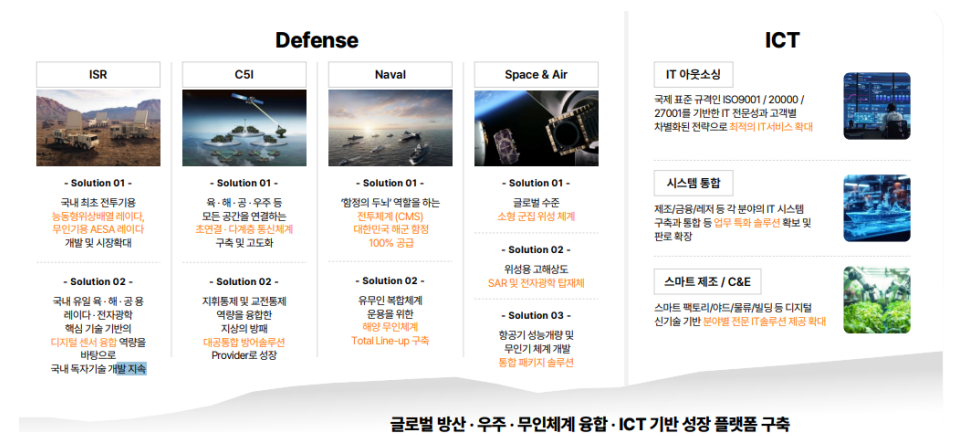 Defense
ISR
- Solution 01 -
국내 최초 전투기용
능동형위상배열 레이다,
무인기용 AESA 레이다
개발 및 시장확대
- Solution 02 -
국내 유일 육 · 해 · 공 용
레이다 · 전자광학
핵심 기술 기반의
디지털 센서 융합 역량을
바탕으로
국내 독자기술 개발 지속
C5I
- Solution 01 -
육 · 해 · 공 · 우주 등
모든 공간을 연결하는
초연결 · 다계층 통신체계
구축 및 고도화
- Solution 02 -
지휘통제 및 교전통제
역량을 융합한
지상의 방패
대공통합 방어솔루션
Provider로 성장
Naval
- Solution 01 -
‘함정의 두뇌’ 역할을 하는
전투체계 (CMS)
대한민국 해군 함정
100% 공급
- Solution 02 -
유무인 복합체계
운용을 위한
해양 무인체계
Total Line-up 구축
Space & Air
- Solution 01 -
글로벌 수준
소형 군집 위성 체계
- Solution 02 -
위성용 고해상도
SAR 및 전자광학 탑재체
- Solution 03 -
항공기 성능개량 및
무인기 체계 개발
통합 패키지 솔루션
ICT
IT 아웃소싱
국제 표준 규격인 ISO9001 / 20000 /
27001를 기반한 IT 전문성과 고객별
차별화된 전략으로 최적의 IT서비스 확대
시스템 통합
제조/금융/레저 등 각 분야의 IT 시스템
구축과 통합 등 업무 특화 솔루션 확보 및
판로 확장
스마트 제조 / C&E
스마트 팩토리/야드/물류/빌딩 등 디지털
신기술 기반 분야별 전문 IT솔루션 제공 확대
글로벌 방산 · 우주 · 무인체계 융합 · ICT 기반 성장 플랫폼 구축